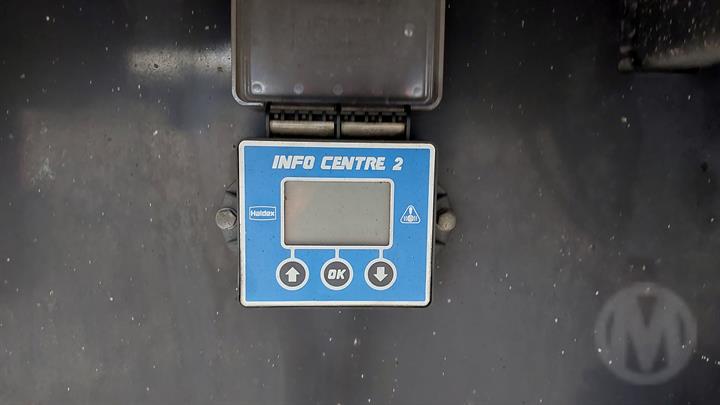 INFO CENTRE 2
Haldex
OK
M